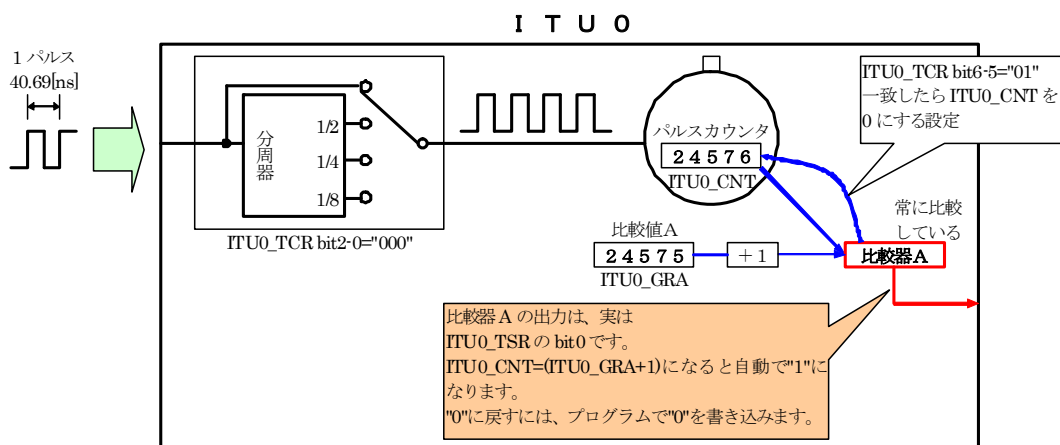 ＩＴＵ０
1 パルス
40.69[ns]
分周器
1/2
1/4
1/8
ITU0_TCR bit2-0="000"
パルスカウンタ
２４５７６
ITU0_CNT
ITU0_TCR bit6-5="01"
一致したら ITU0_CNT を
0 にする設定
常に比較
している
比較値A
２４５７５
ITU0_GRA
＋1
比較器A
比較器 A の出力は、実は
ITU0_TSR の bit0 です。
ITU0_CNT=(ITU0_GRA+1)になると自動で"1"に
なります。
"0"に戻すには、プログラムで"0"を書き込みます。